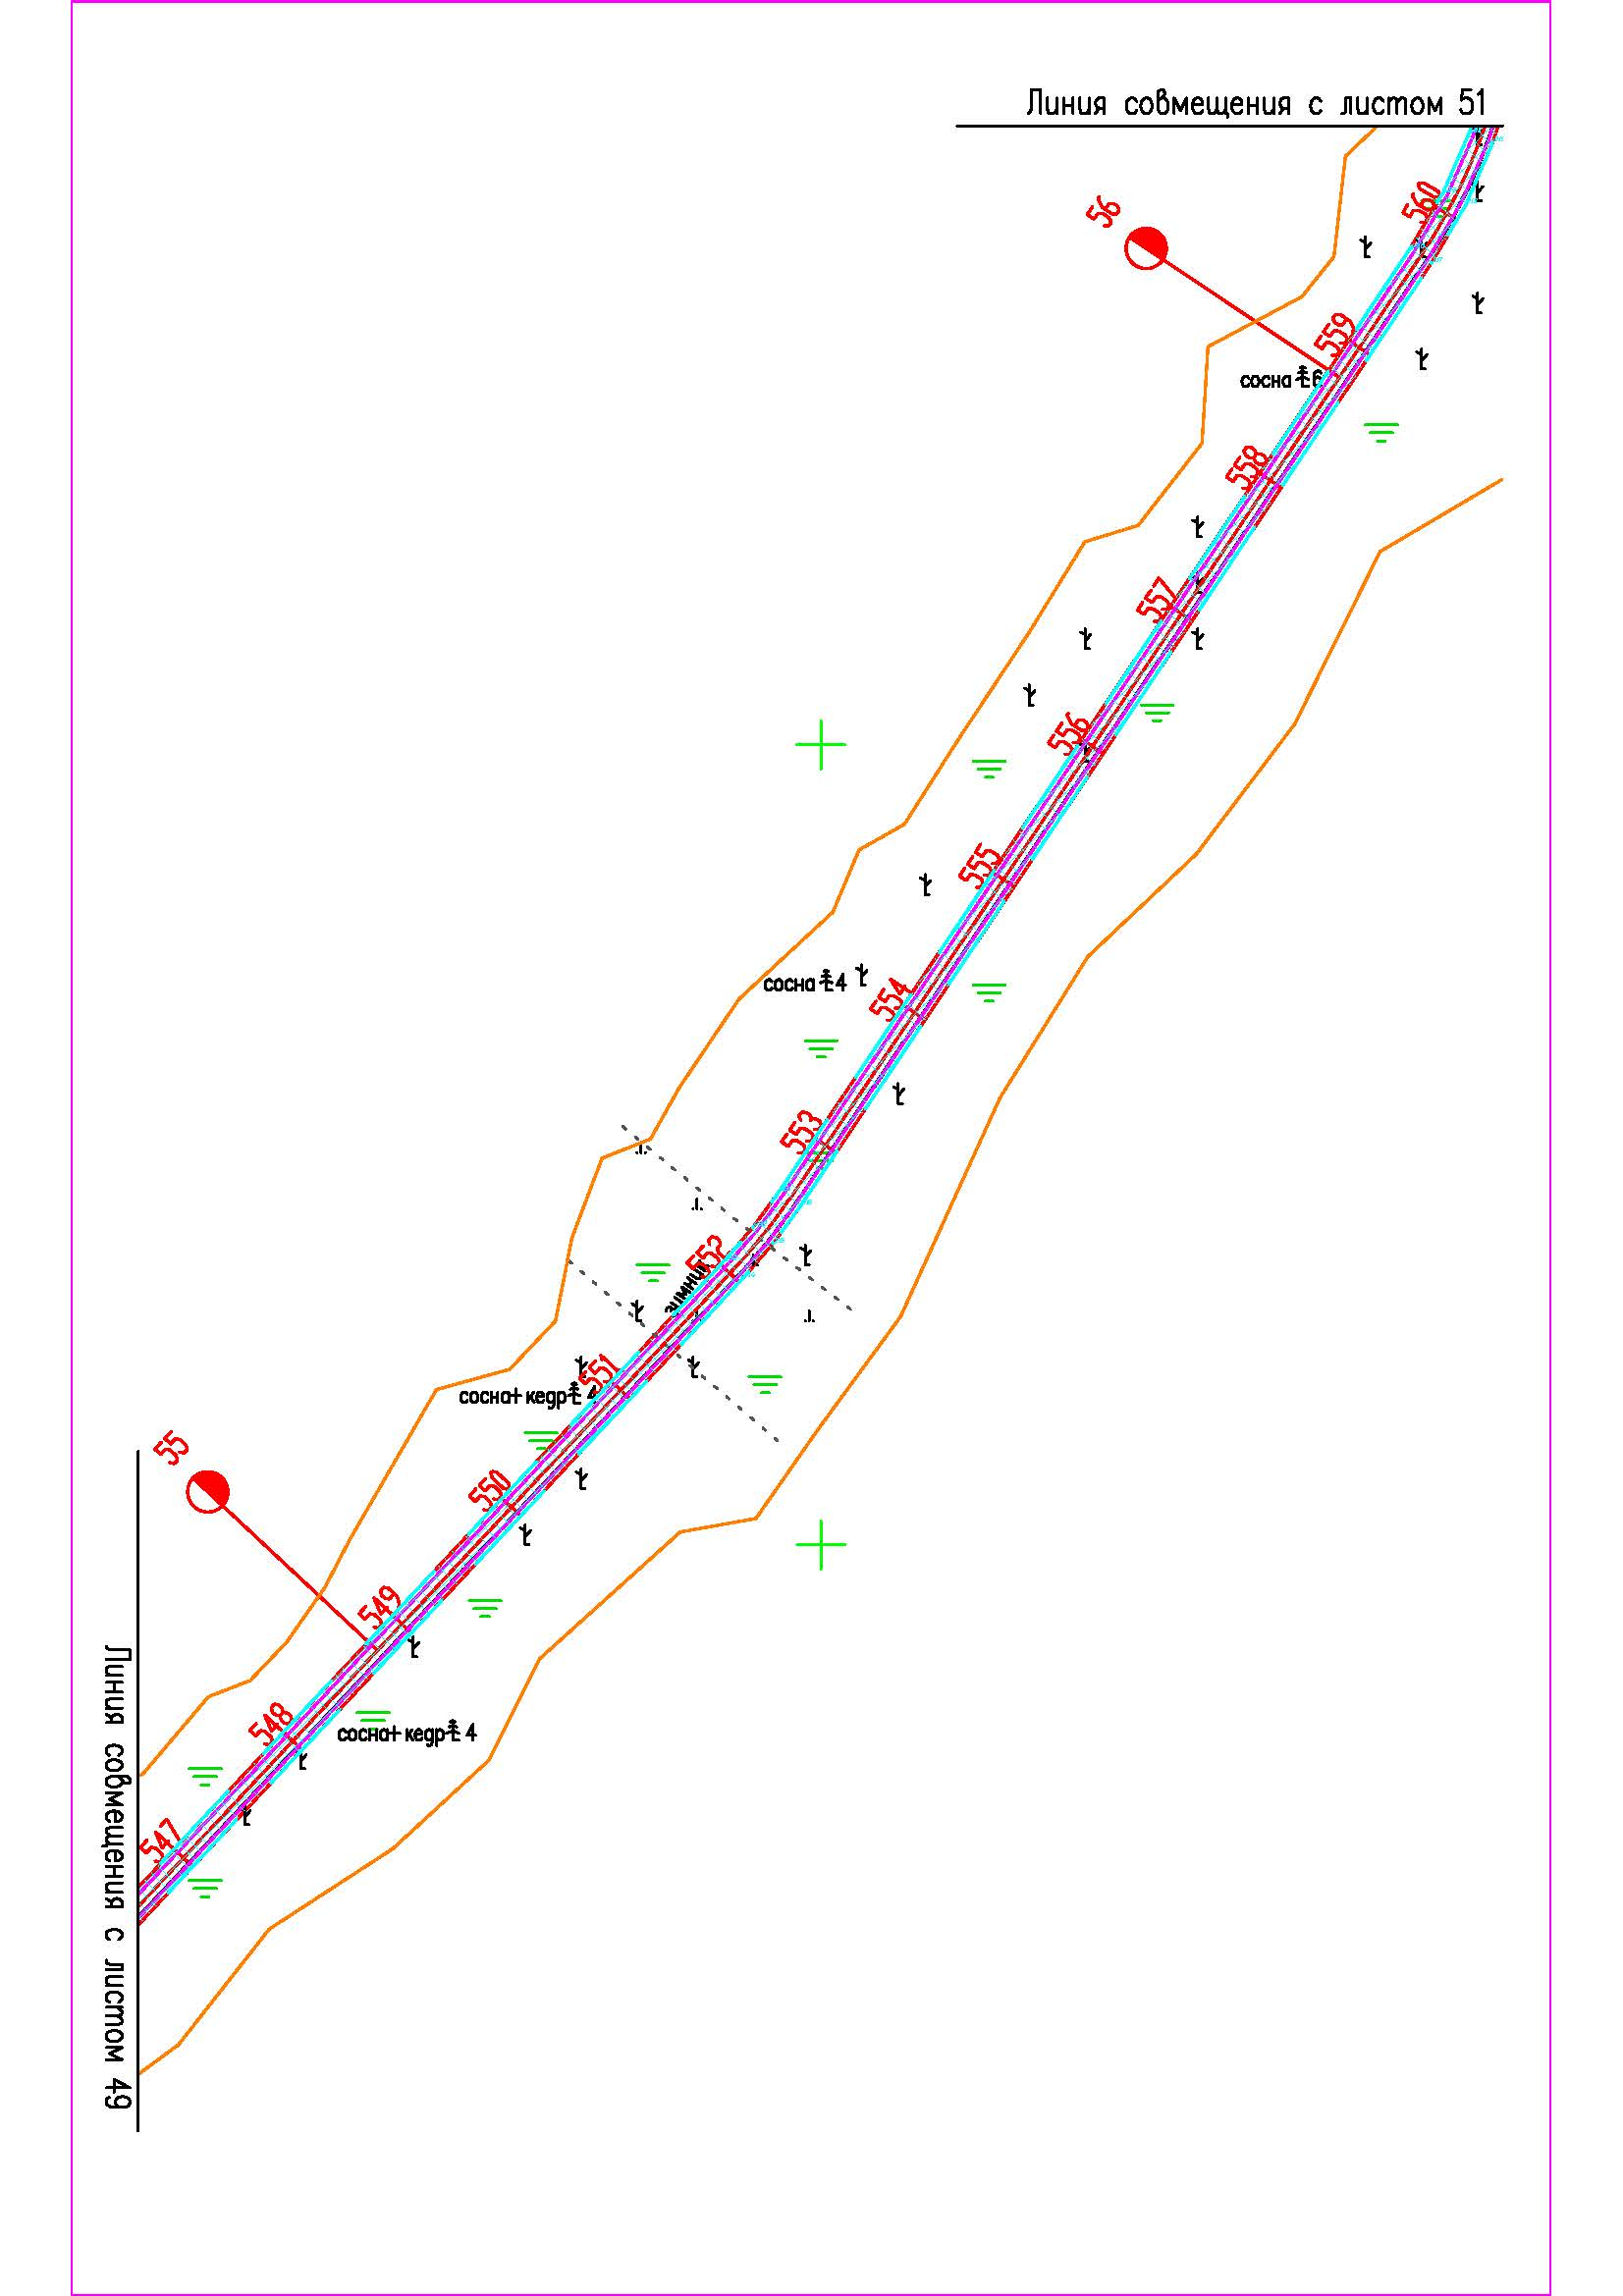 Линия совмещения с листом 51
56
560
559
сосна 6
558
557
556
555
сосна 4
554
553
552
зимник
551
сосна+кедр 4
55
550
549
548
сосна+кедр 4
547
Линия совмещения с листом 49